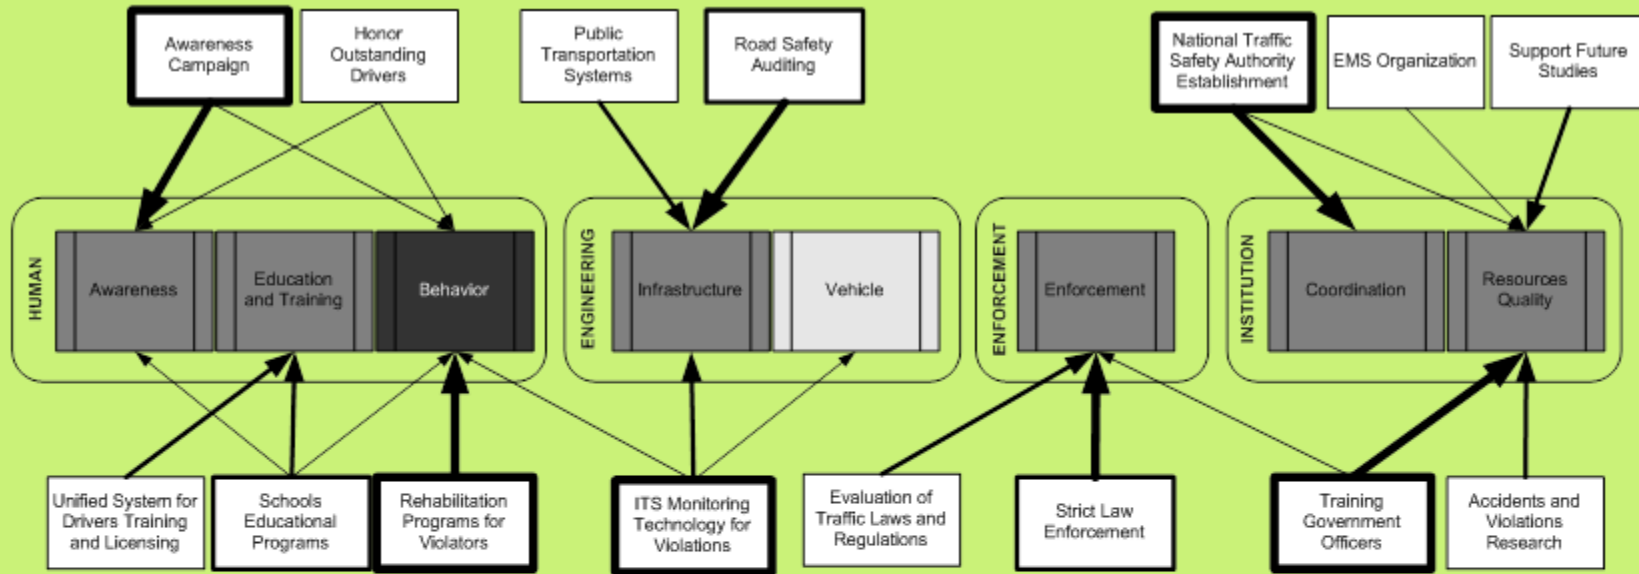 Awareness
Campaign
Honor
Outstanding
Drivers
Public
Transportation
Systems
Road Safety
Auditing
National Traffic
Safety Authority
Establishment
EMS Organization
Support Future
Studies
HUMAN
Awareness
Education
and Training
Behavior
ENGINEERING
Infrastructure
Vehicle
ENFORCEMENT
Enforcement
INSTITUTION
Coordination
Resources
Quality
Unified System for
Drivers Training
and Licensing
Schools
Educational
Programs
Rehabilitation
Programs for
Violators
ITS Monitoring
Technology for
Violations
Evaluation of
Traffic Laws and
Regulations
Strict Law
Enforcement
Training
Government
Officers
Accidents and
Violations
Research